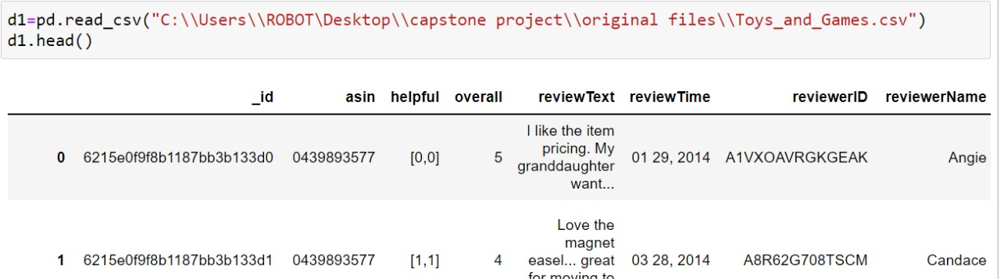 d1=pd.read_csv("C:\\Users\\ROBOT\Desktop\\capstone project\\original files\\Toys_and_Games.csv")
d1.head()
_id asin helpful overall reviewText reviewTime reviewerID reviewerName
I like the item
pricing. My
0 6215e0f9f8b1187bb3b133d0 0439893577 [0,0] 5 granddaughter 01 29, 2014 A1VXOAVRGKGEAK Angie
want...
Love the
magnet
1 6215e0f9f8b1187bb3b133d1 0439893577 [1,1] 4 easel... great 03 28, 2014 A8R62G708TSCM Candace
for moving to